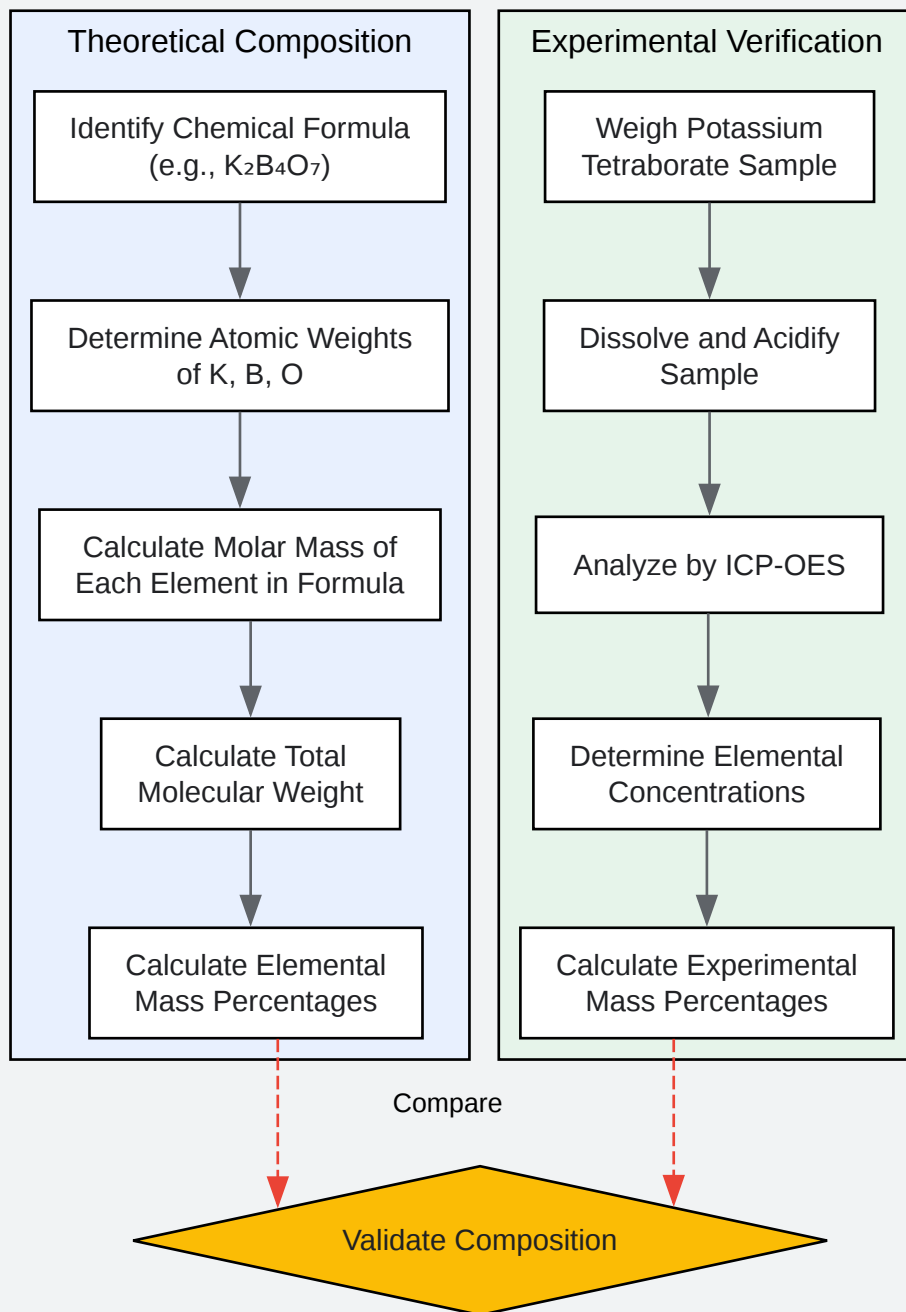 Theoretical Composition
Identify Chemical Formula
(e.g., K₂B₄O₇)
Determine Atomic Weights
of K, B, O
Calculate Molar Mass of
Each Element in Formula
Calculate Total
Molecular Weight
Calculate Elemental
Mass Percentages
Experimental Verification
Weigh Potassium
Tetraborate Sample
Dissolve and Acidify
Sample
Analyze by ICP-OES
Determine Elemental
Concentrations
Calculate Experimental
Mass Percentages
Compare
Validate Composition